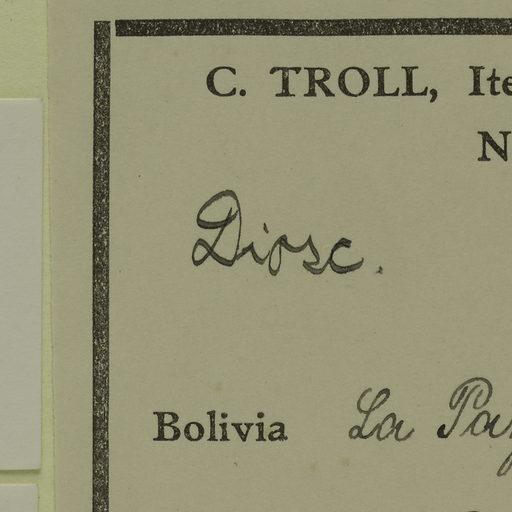 C. TROLL, Ite
N
Diosc.
Bolivia La Paz